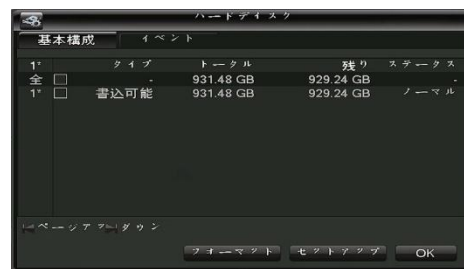 ハードディスク
基本構成 イベント
1* タイプ トータル 残り ステータス
全 - 931.48 GB 929.24 GB -
1* 書込可能 931.48 GB 929.24 GB ノーマル
ページアップ ダウン
フォーマット セットアップ OK